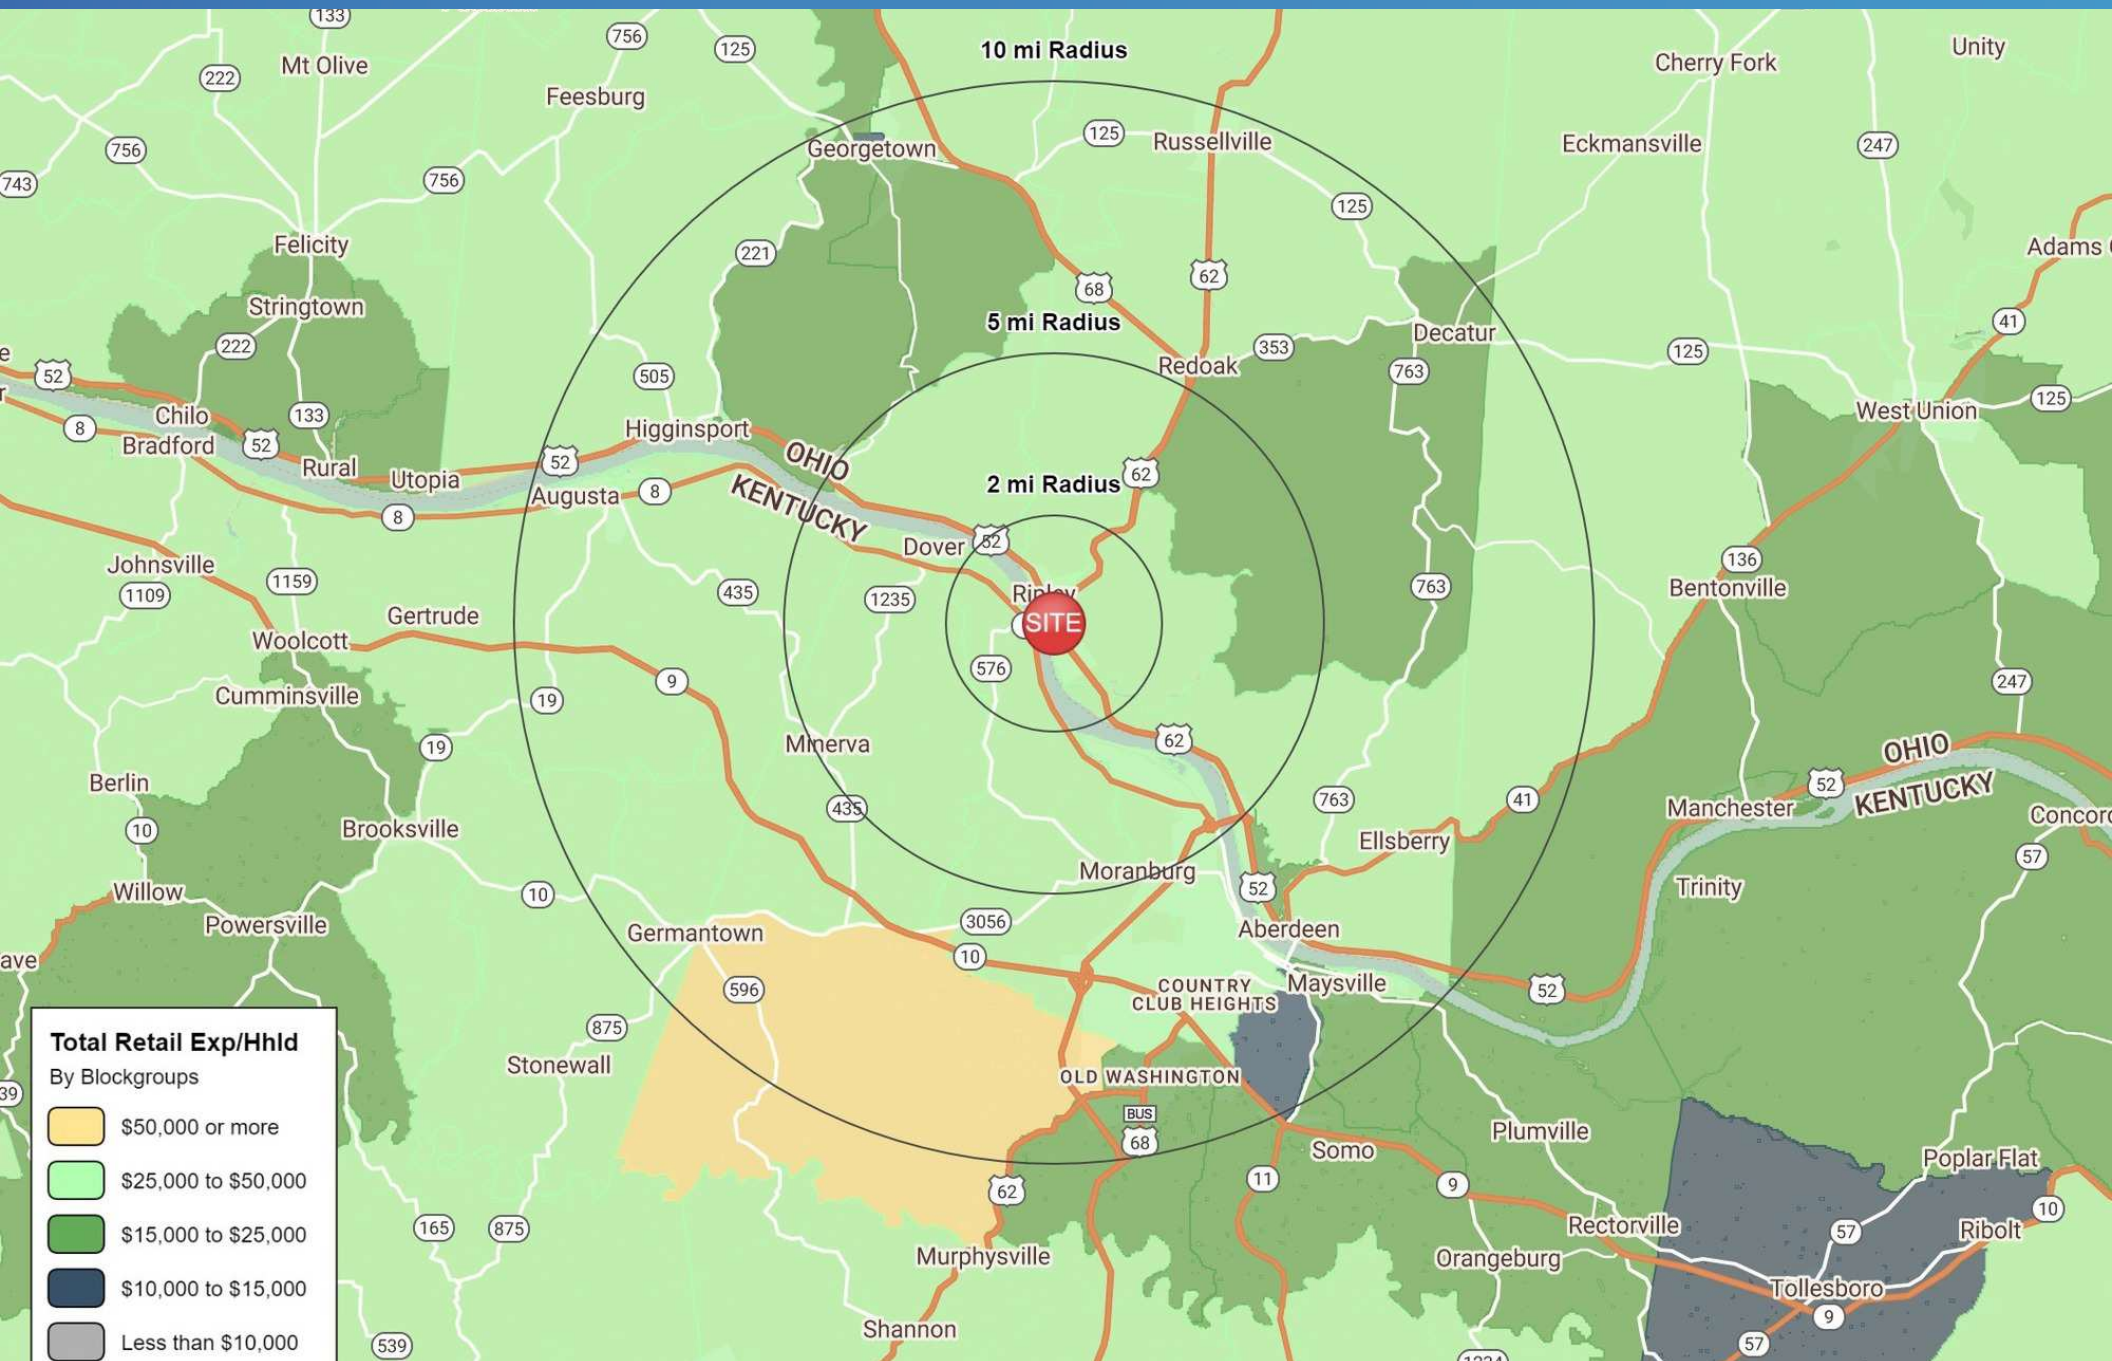 133
10 mi Radius
756
125
Mt Olive
222
Cherry Fork
Unity
Feesburg
125
Russellville
Eckmansville
247
756
Georgetown
743
756
125
Felicity
221
Adams
62
68
Stringtown
5 mi Radius
41
222
353
Decatur
125
52
505
Redoak
763
125
Chilo
133
8
Bradford
52
Higginsport
West Union
OHIO
52
62
Rural
Utopia
2 mi Radius
Augusta
8
KENTUCKY
8
Dover
52
136
Johnsville
1159
435
1235
Ripley
763
Bentonville
1109
Gertrude
SITE
Woolcott
576
9
247
Cumminsville
19
19
Minerva
62
OHIO
Berlin
52
KENTUCKY
435
763
41
Manchester
Concord
10
Brooksville
Ellsberry
57
Moranburg
Willow
10
52
Trinity
Powersville
3056
Germantown
Aberdeen
ave
10
596
COUNTRY
CLUB HEIGHTS
Maysville
52
875
Stonewall
Total Retail Exp/Hhld
By Blockgroups
39
OLD WASHINGTON
BUS
68
$50,000 or more
Plumville
Somo
Poplar Flat
$25,000 to $50,000
62
11
9
10
165
875
Rectorville
57
Ribolt
$15,000 to $25,000
Murphysville
Orangeburg
$10,000 to $15,000
Tollesboro
9
Shannon
Less than $10,000
539
57